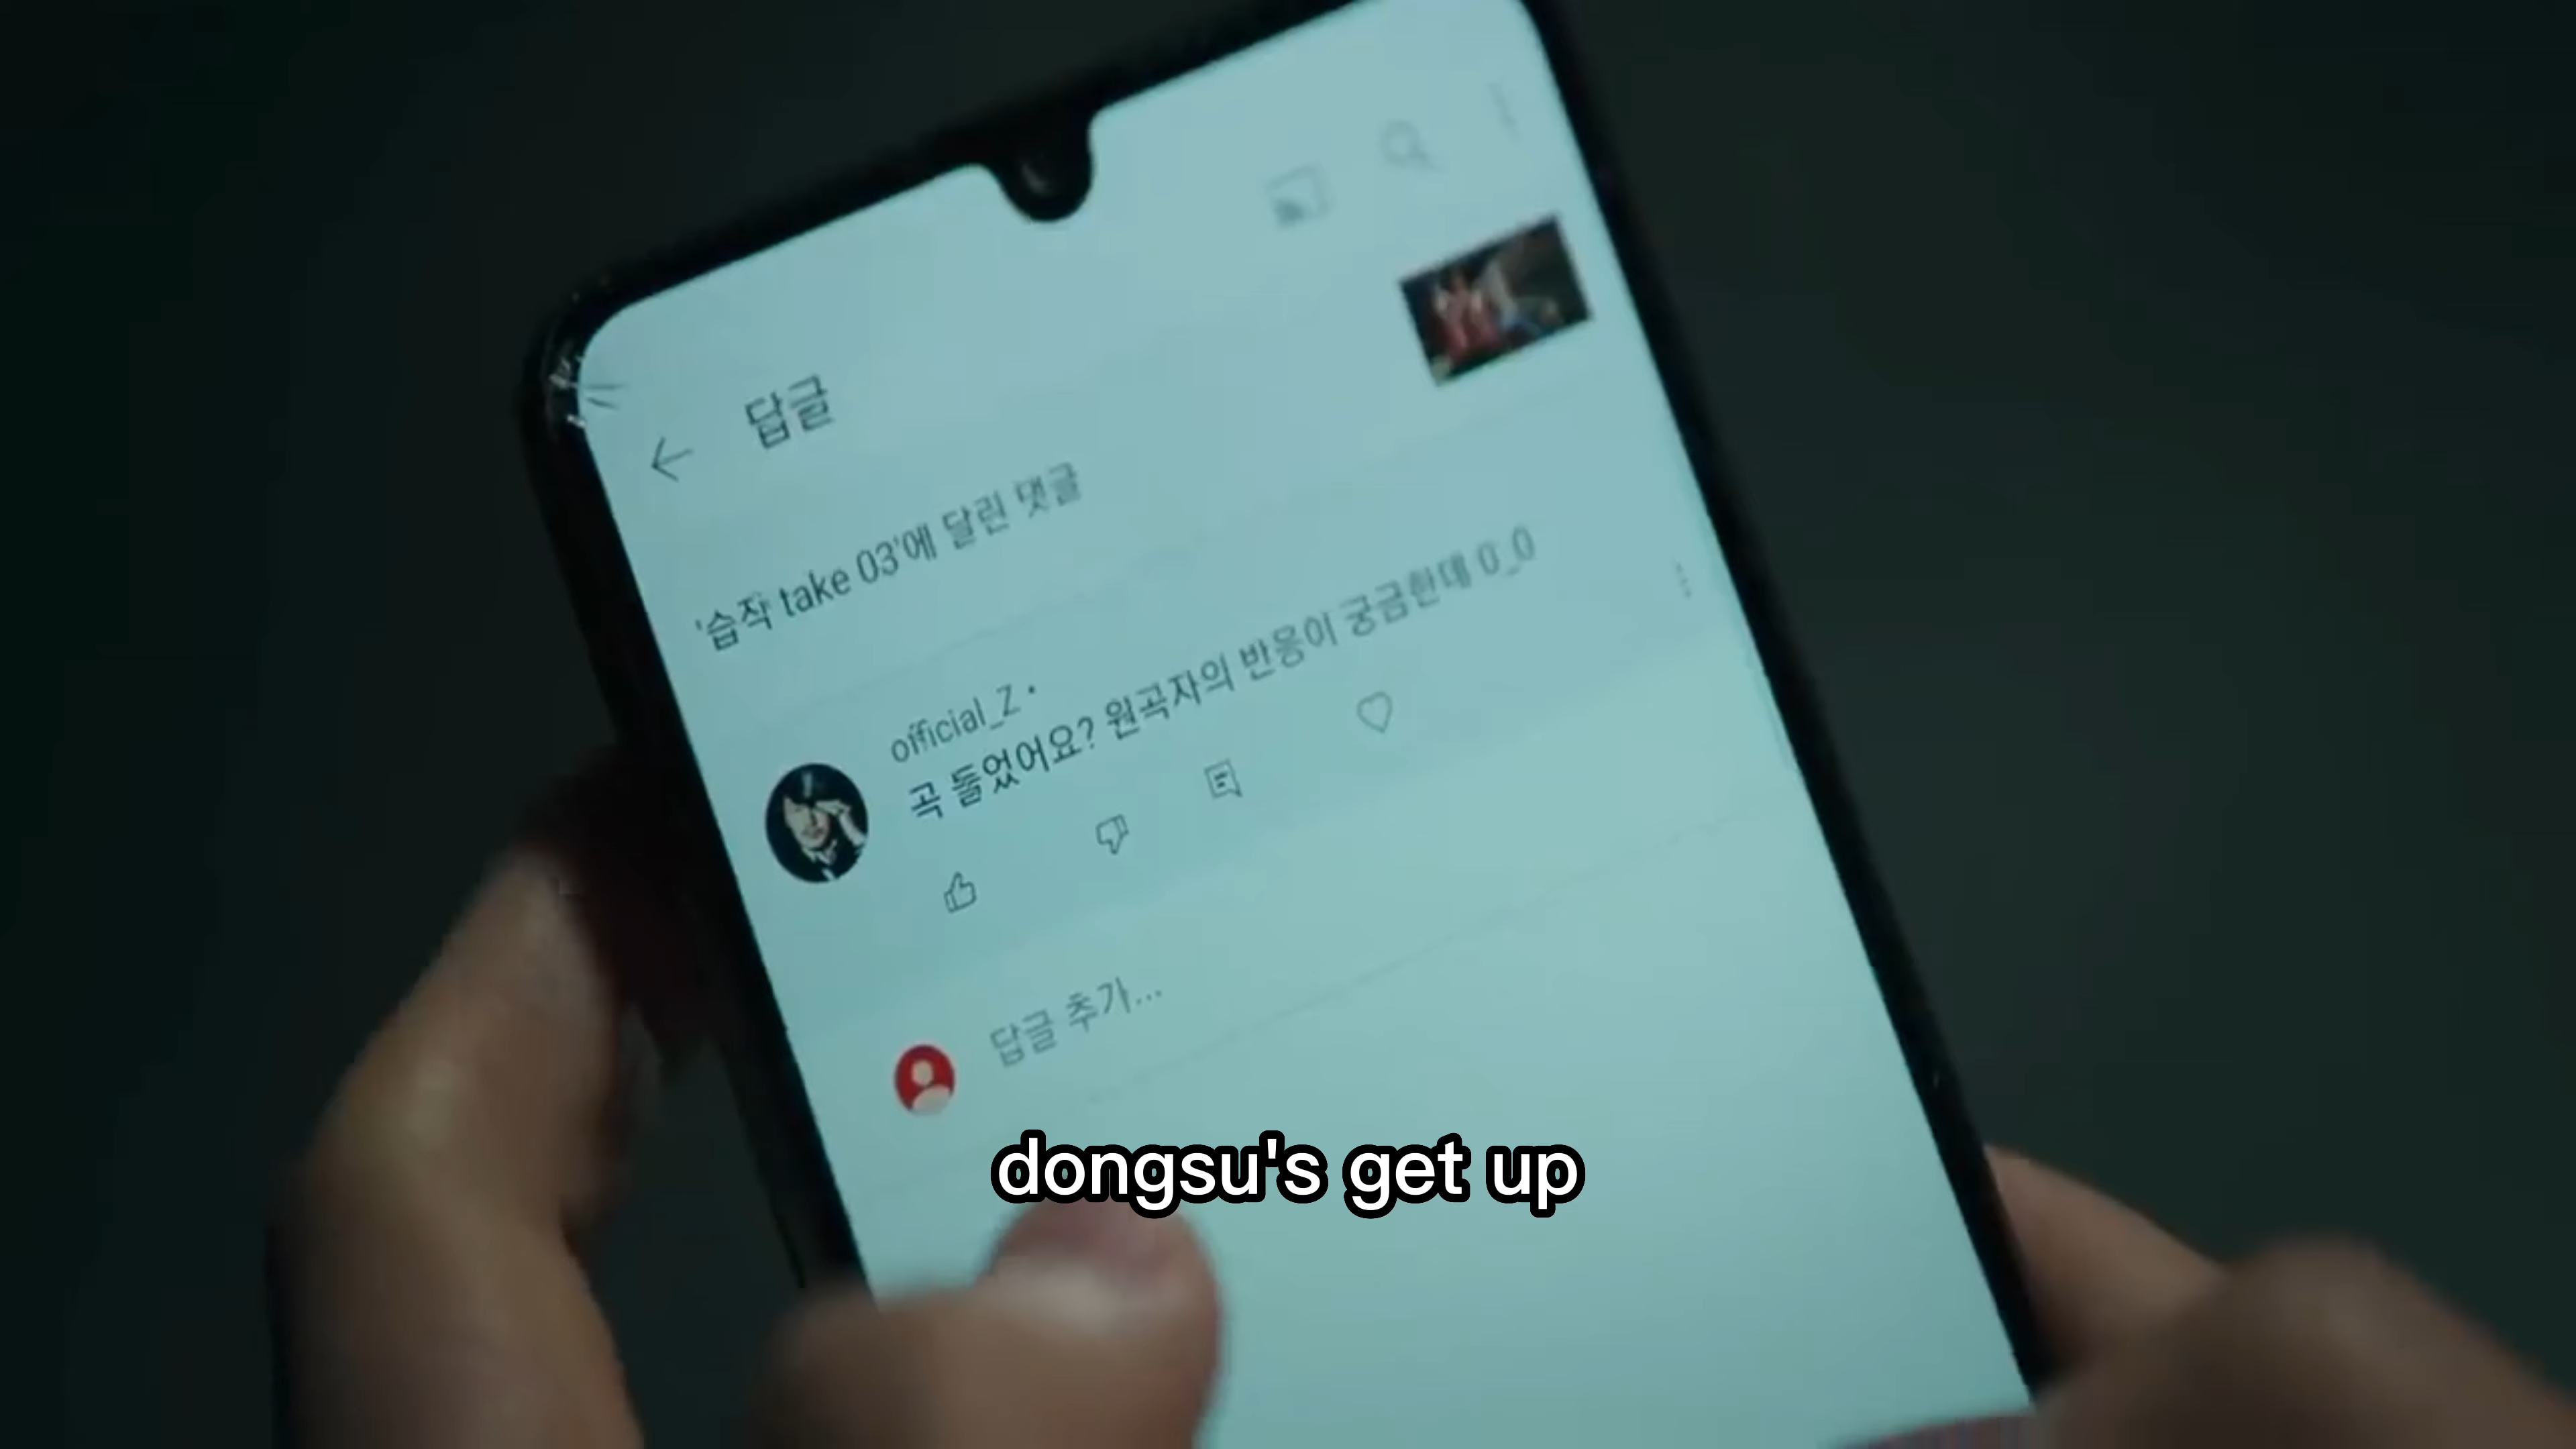 답글
'습작 take 03'에 달린 댓글
official_Z •
곡 들었어요? 원곡자의 반응이 궁금한데 0_0
답글 추가...
dongsu's get up